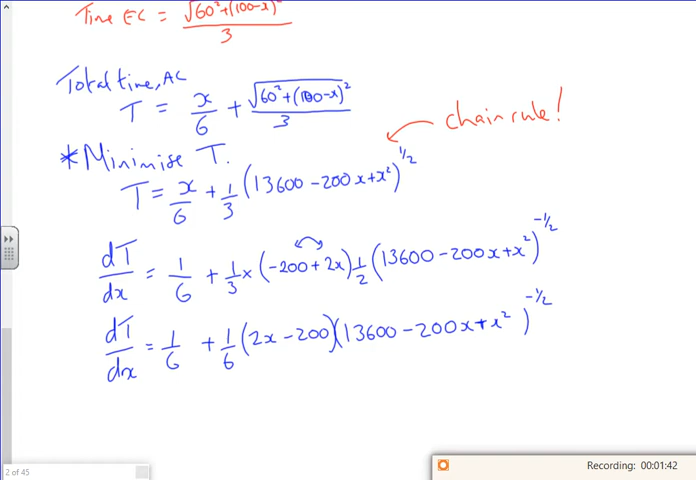 Time EC = √60²+(100-x)² / 3
Total time, AC
T = x/6 + √60²+(100-x)² / 3
chain rule!
*Minimise T.
T = x/6 + 1/3 (13600 - 200x + x²)^1/2
dT/dx = 1/6 + 1/3 × (-200 + 2x) 1/2 (13600 - 200x + x²)^-1/2
dT/dx = 1/6 + 1/6 (2x - 200)(13600 - 200x + x²)^-1/2
2 of 45
Recording: 00:01:42